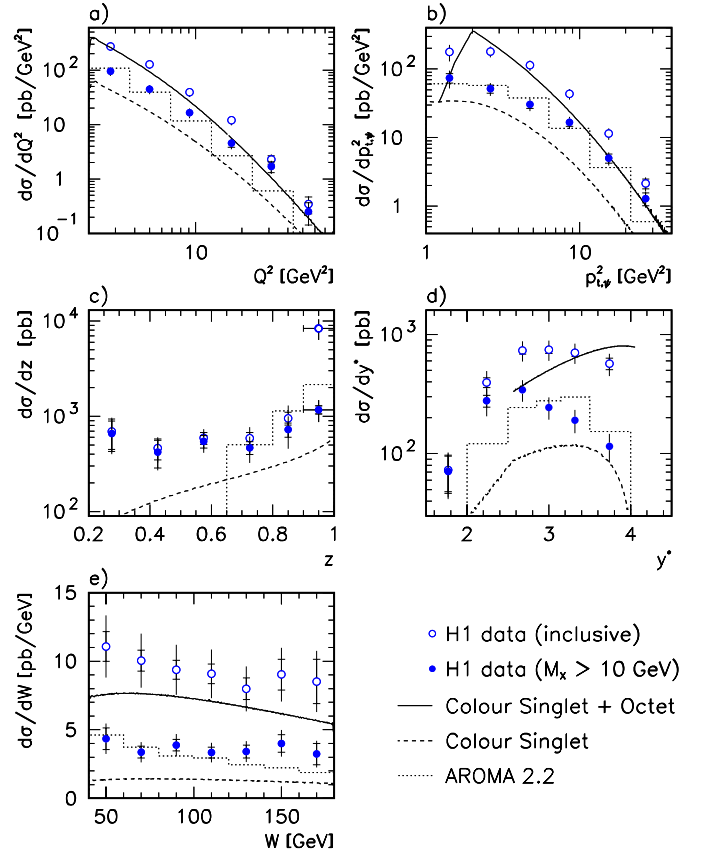 a)
dσ/dQ² [pb/GeV²]
10²
10
1
10⁻¹
10
Q² [GeV²]
b)
dσ/dp²ₜ,ψ [pb/GeV²]
10²
10
1
1
10
p²ₜ,ψ [GeV²]
c)
dσ/dz [pb]
10⁴
10³
10²
0.2 0.4 0.6 0.8 1
z
d)
dσ/dy* [pb]
10³
10²
2 3 4
y*
e)
dσ/dW [pb/GeV]
15
10
5
0
50 100 150
W [GeV]
H1 data (inclusive)
H1 data (Mₓ > 10 GeV)
Colour Singlet + Octet
Colour Singlet
AROMA 2.2